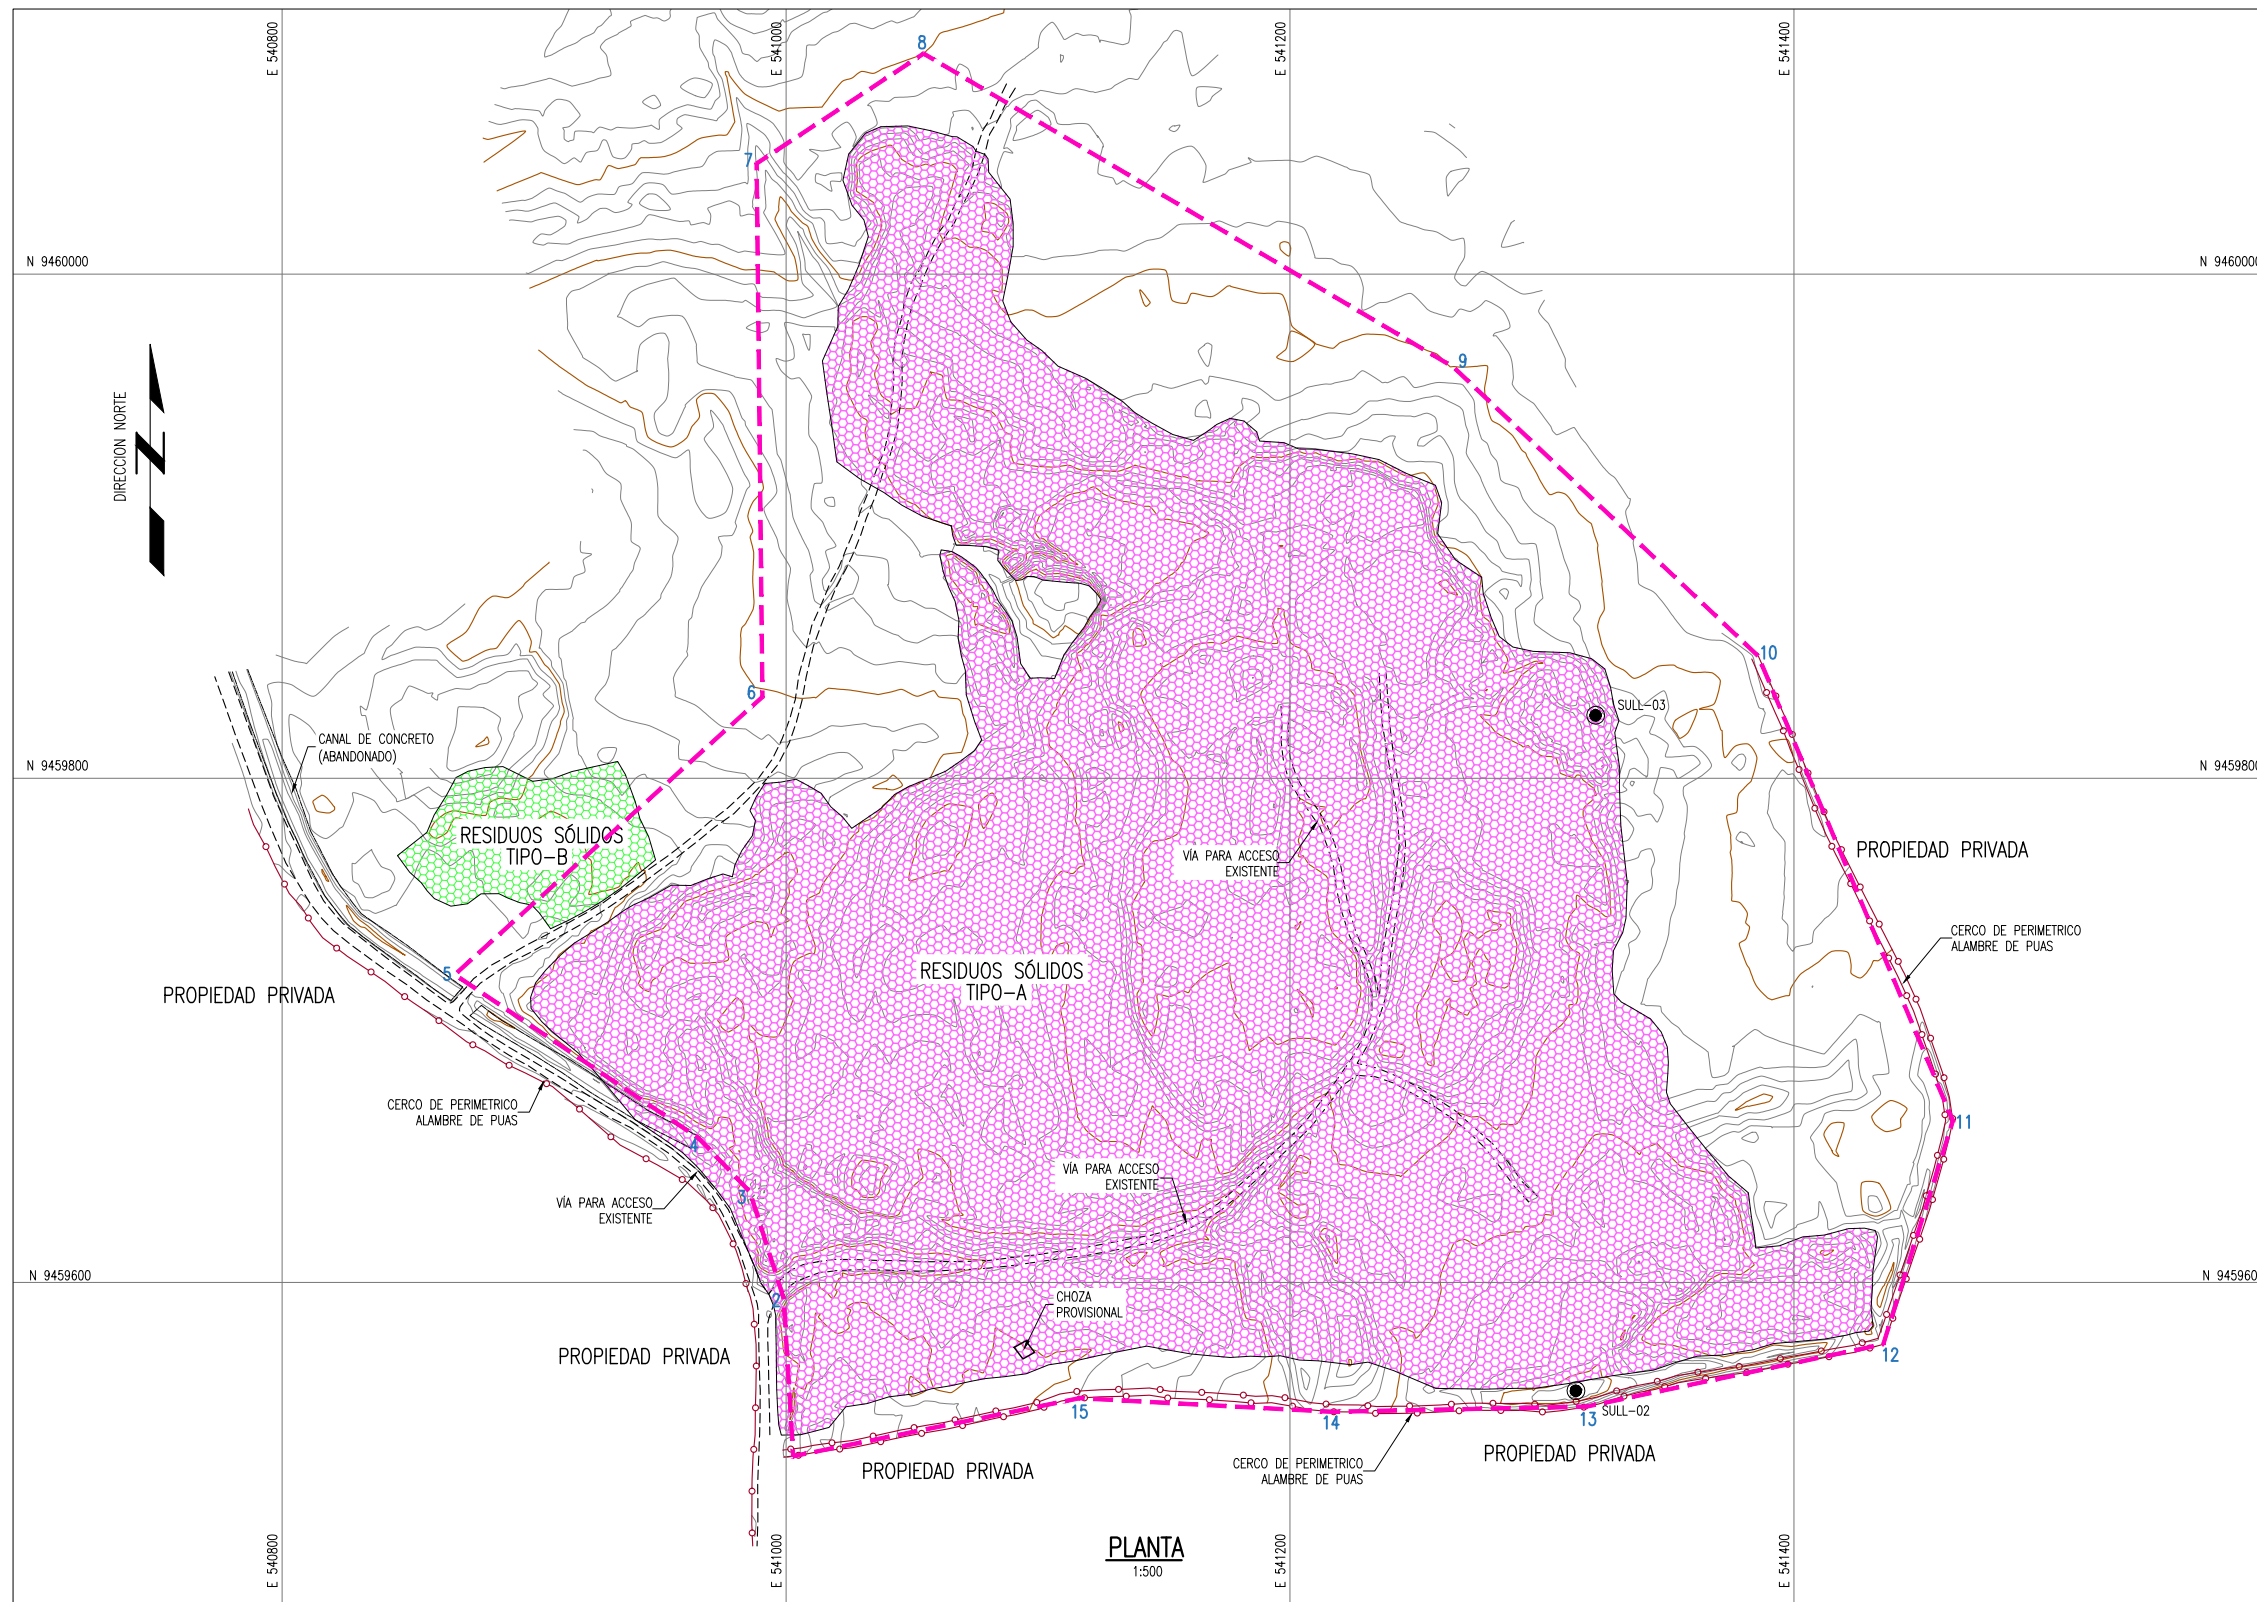 E 540800
E 541000
E 541200
E 541400
8
7
N 9460000
N 9460000
9
DIRECCION NORTE
N
10
6
SULL-03
CANAL DE CONCRETO
(ABANDONADO)
N 9459800
N 9459800
RESIDUOS SÓLIDOS
TIPO-B
VÍA PARA ACCESO
EXISTENTE
PROPIEDAD PRIVADA
CERCO DE PERIMETRICO
ALAMBRE DE PUAS
5
RESIDUOS SÓLIDOS
TIPO-A
PROPIEDAD PRIVADA
CERCO DE PERIMETRICO
ALAMBRE DE PUAS
11
4
VÍA PARA ACCESO
EXISTENTE
3
VÍA PARA ACCESO
EXISTENTE
N 9459600
N 945960
2
CHOZA
PROVISIONAL
PROPIEDAD PRIVADA
12
15
14
13
SULL-02
PROPIEDAD PRIVADA
CERCO DE PERIMETRICO
ALAMBRE DE PUAS
PROPIEDAD PRIVADA
E 540800
E 541000
E 541200
E 541400
PLANTA
1:500